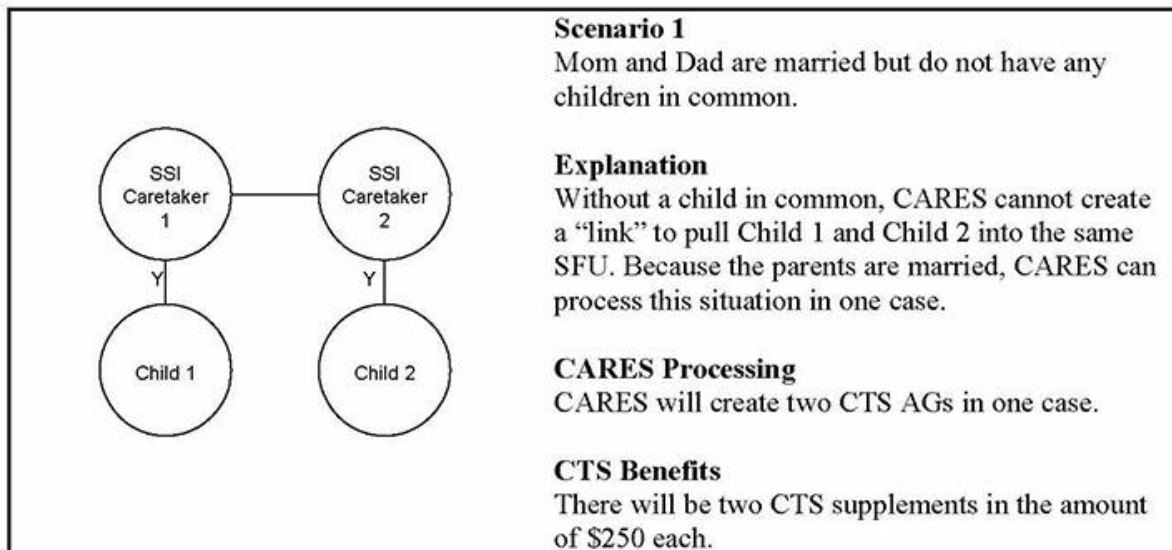 SSI
Caretaker
1
SSI
Caretaker
2
Y
Y
Child 1
Child 2
Scenario 1
Mom and Dad are married but do not have any
children in common.
Explanation
Without a child in common, CARES cannot create
a “link” to pull Child 1 and Child 2 into the same
SFU. Because the parents are married, CARES can
process this situation in one case.
CARES Processing
CARES will create two CTS AGs in one case.
CTS Benefits
There will be two CTS supplements in the amount
of $250 each.